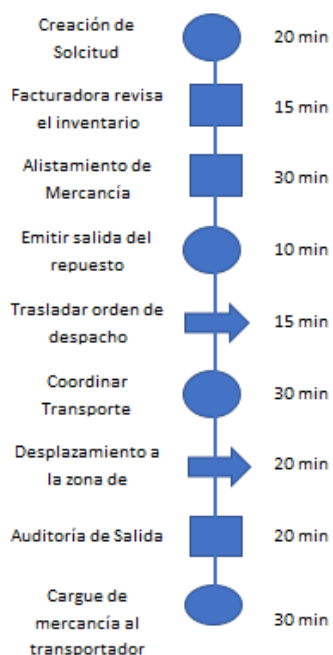 Creación de
Solcitud
20 min
Facturadora revisa
el inventario
15 min
Alistamiento de
Mercancía
30 min
Emitir salida del
repuesto
10 min
Trasladar orden de
despacho
15 min
Coordinar
Transporte
30 min
Desplazamiento a
la zona de
20 min
Auditoría de Salida
20 min
Cargue de
mercancía al
transportador
30 min